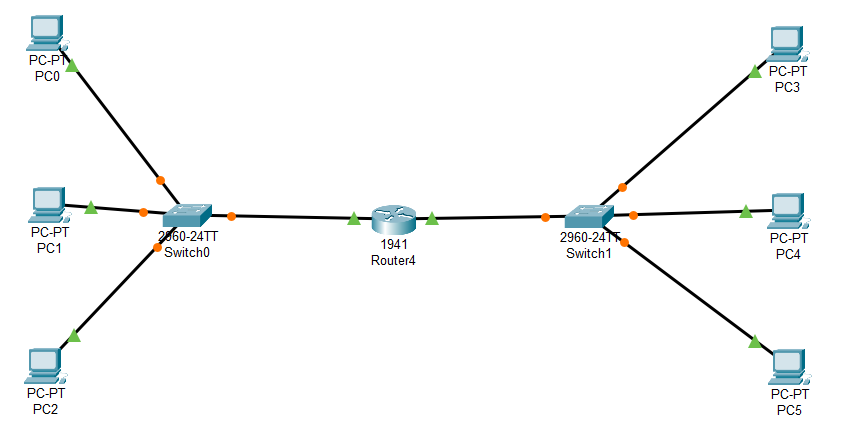 PC-PT
PC0
PC-PT
PC1
PC-PT
PC2
2960-24TT
Switch0
1941
Router4
2960-24TT
Switch1
PC-PT
PC3
PC-PT
PC4
PC-PT
PC5